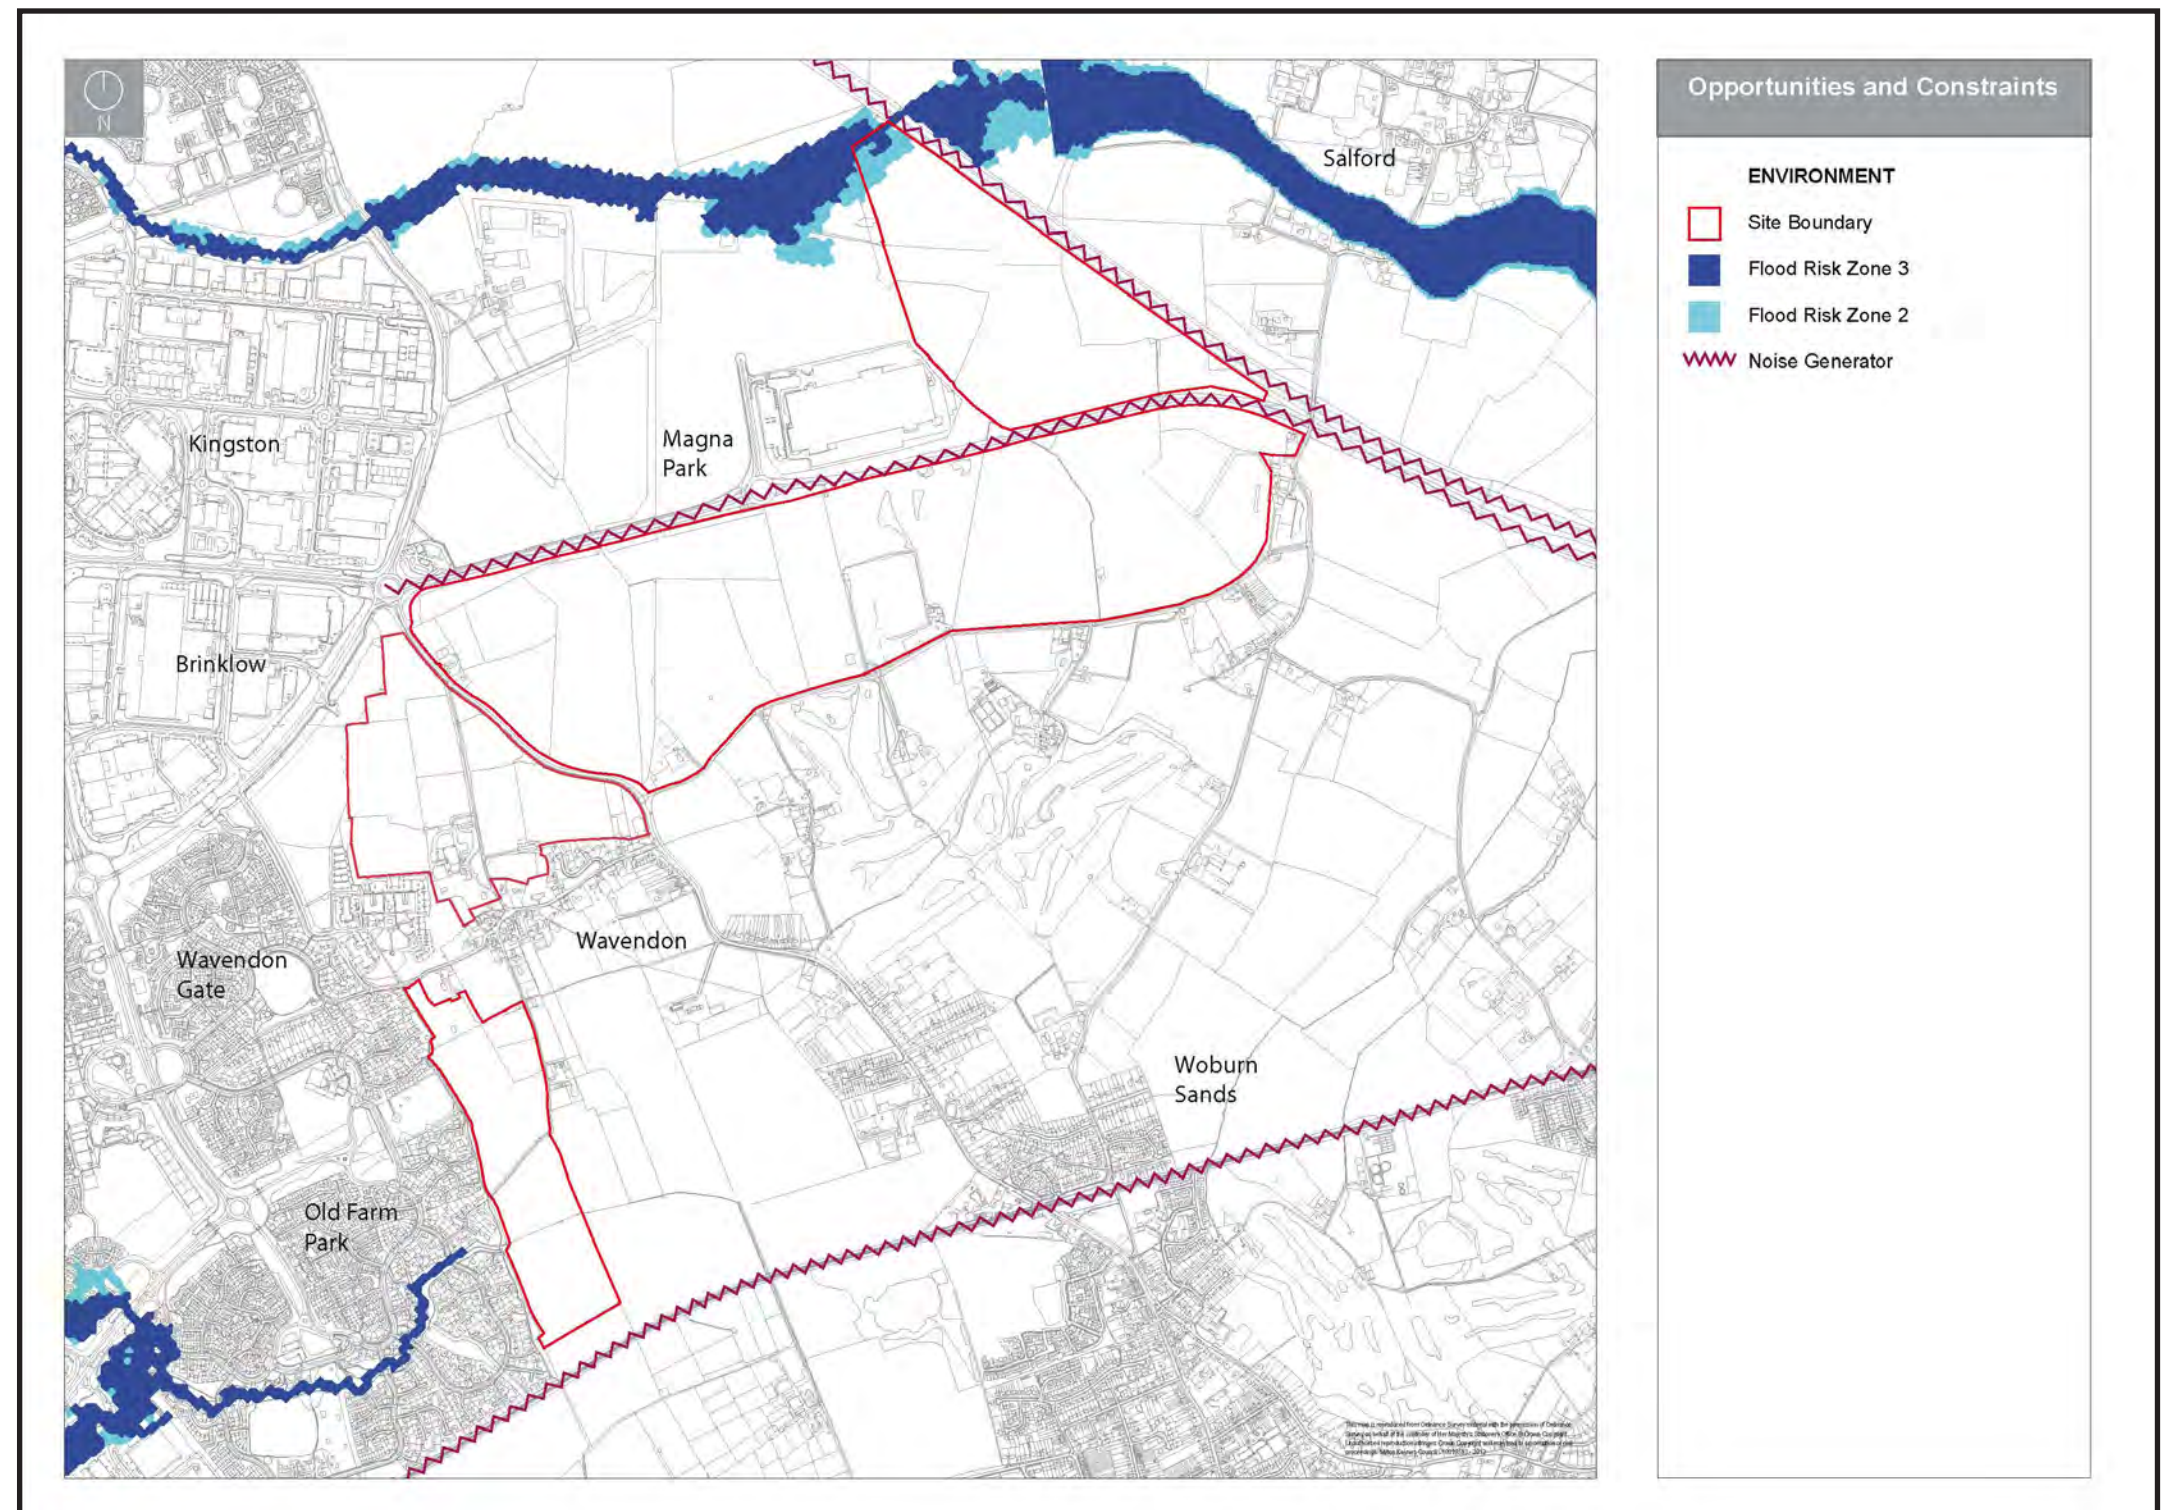 Opportunities and Constraints
N
ENVIRONMENT
Site Boundary
Flood Risk Zone 3
Flood Risk Zone 2
Noise Generator
Salford
Kingston
Magna
Park
Brinklow
Wavendon
Wavendon
Gate
Woburn
Sands
Old Farm
Park